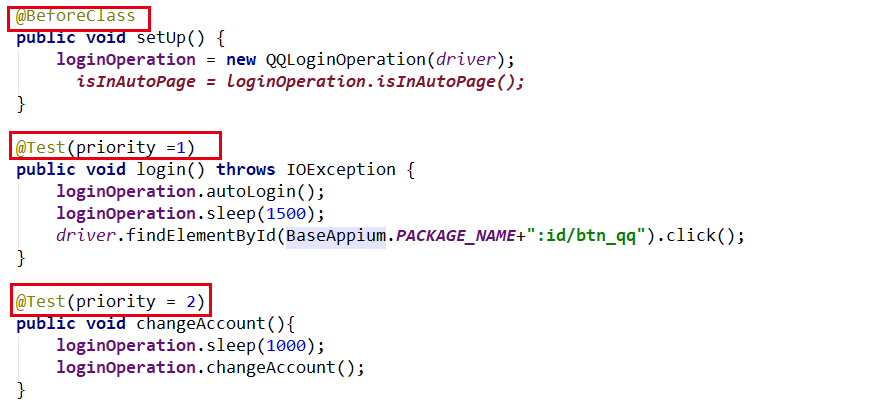 @BeforeClass
public void setUp() {
    loginOperation = new QQLoginOperation(driver);
      isInAutoPage = loginOperation.isInAutoPage();
}
@Test(priority =1)
public void login() throws IOException {
    loginOperation.autoLogin();
    loginOperation.sleep(1500);
    driver.findElementById(BaseAppium.PACKAGE_NAME+":id/btn_qq").click();
}
@Test(priority = 2)
public void changeAccount(){
    loginOperation.sleep(1000);
    loginOperation.changeAccount();
}